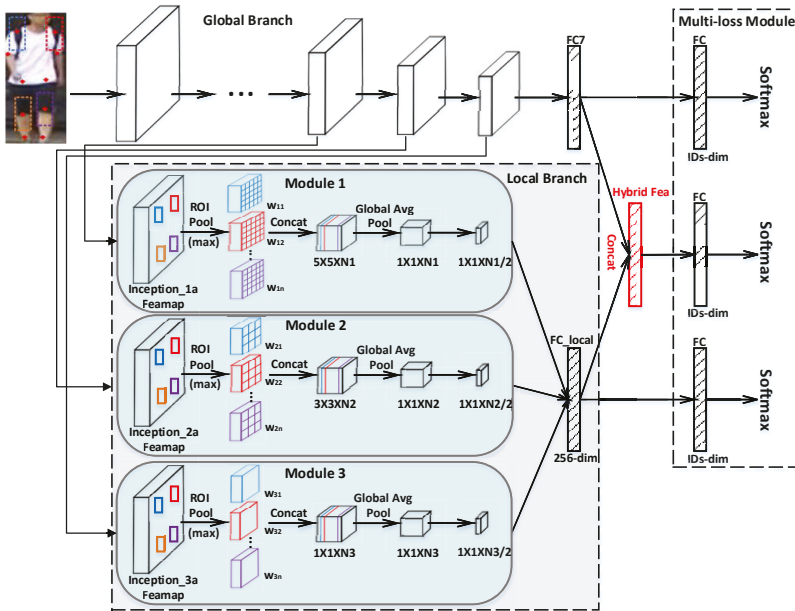 Global Branch
...
FC7
Multi-loss Module
FC
Softmax
IDs-dim
Local Branch
Module 1
ROI
Pool
(max)
W11
W12
W1n
Concat
Global Avg
Pool
5X5XN1
1X1XN1
1X1XN1/2
Inception_1a
Feamap
Hybrid Fea
Concat
FC
Softmax
IDs-dim
Module 2
ROI
Pool
(max)
W21
W22
W2n
Concat
Global Avg
Pool
3X3XN2
1X1XN2
1X1XN2/2
Inception_2a
Feamap
FC_local
256-dim
FC
Softmax
IDs-dim
Module 3
ROI
Pool
(max)
W31
W32
W3n
Concat
Global Avg
Pool
1X1XN3
1X1XN3
1X1XN3/2
Inception_3a
Feamap